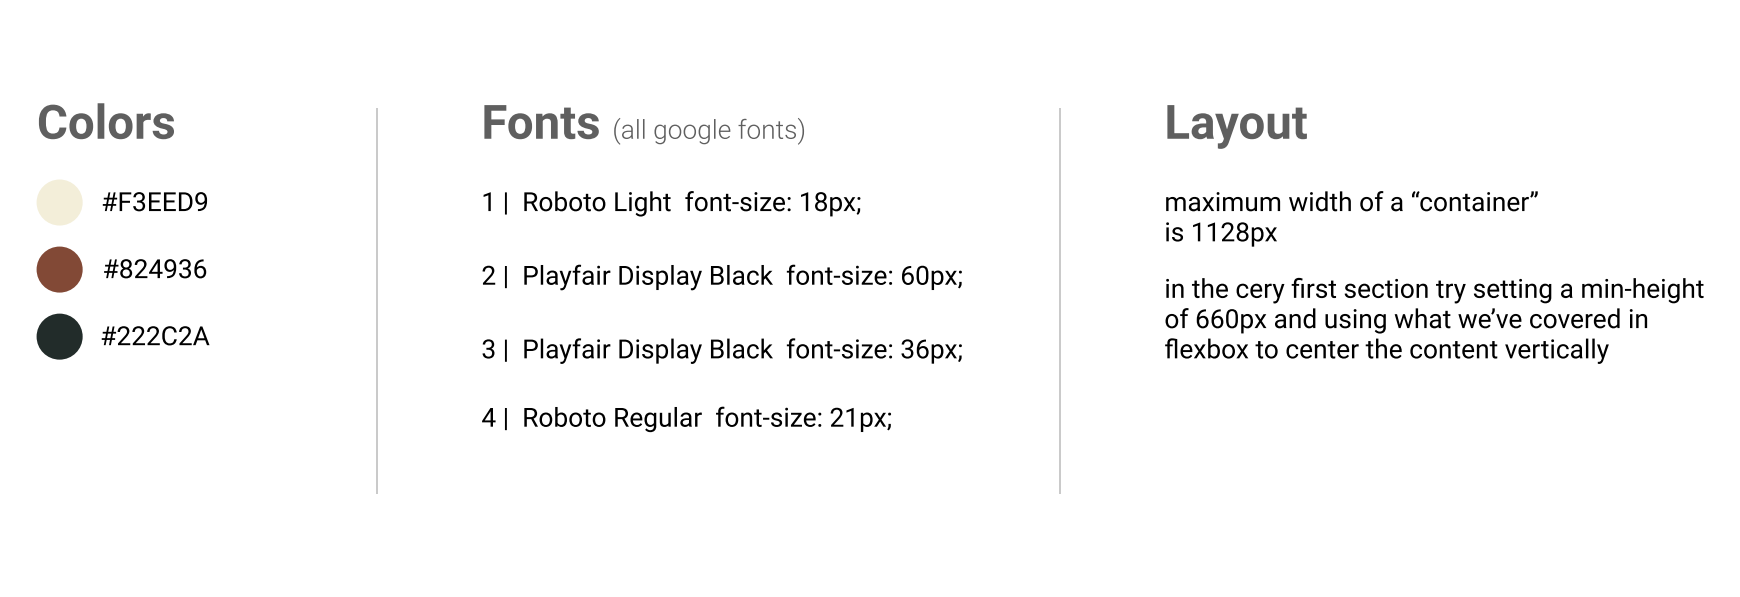 Colors
#F3EED9
#824936
#222C2A
Fonts (all google fonts)
1 | Roboto Light font-size: 18px;
2 | Playfair Display Black font-size: 60px;
3 | Playfair Display Black font-size: 36px;
4 | Roboto Regular font-size: 21px;
Layout
maximum width of a “container”
is 1128px
in the cery first section try setting a min-height
of 660px and using what we’ve covered in
flexbox to center the content vertically